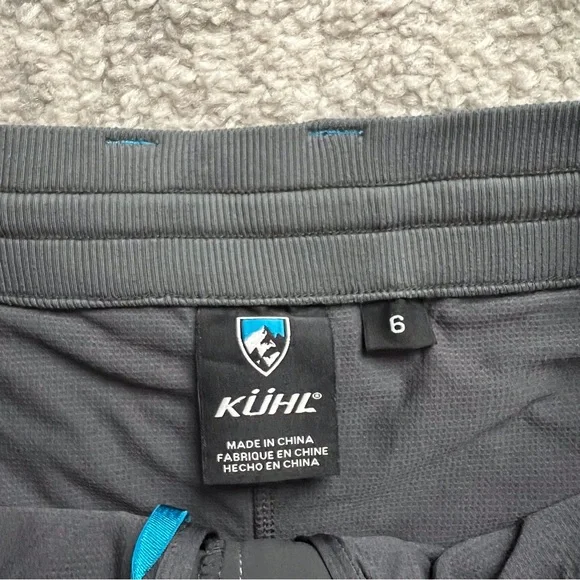 6
KÜHL®
MADE IN CHINA
FABRIQUE EN CHINE
HECHO EN CHINA